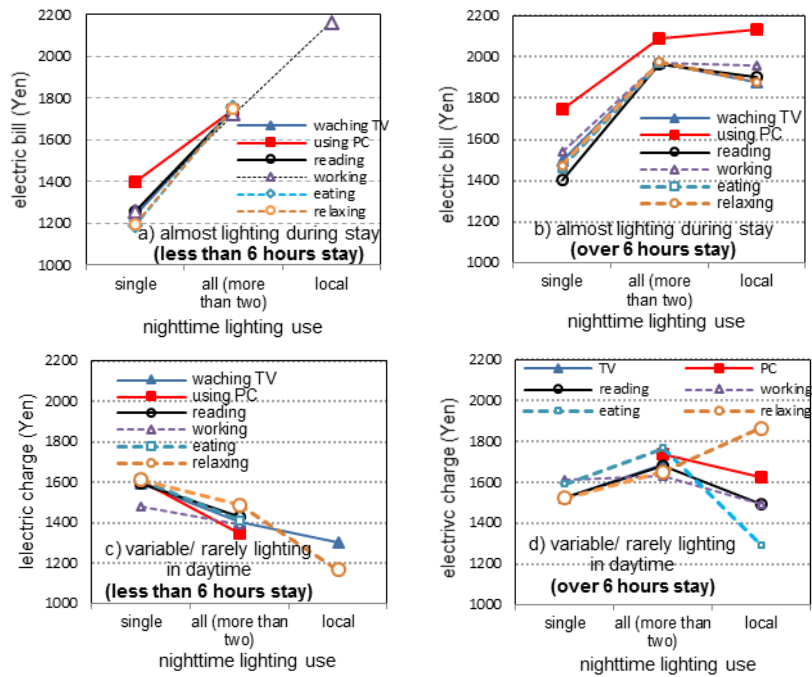 2200
2000
1800
1600
1400
1200
1000
electric bill (Yen)
waching TV
using PC
reading
working
eating
relaxing
a) almost lighting during stay
(less than 6 hours stay)
single
all (more
than two)
local
nighttime lighting use
2200
2000
1800
1600
1400
1200
1000
electric bill (Yen)
waching TV
using PC
reading
working
eating
relaxing
b) almost lighting during stay
(over 6 hours stay)
single
all (more
than two)
local
nighttime lighting use
2200
2000
1800
1600
1400
1200
1000
lelectric charge (Yen)
waching TV
using PC
reading
working
eating
relaxing
c) variable/ rarely lighting
in daytime
(less than 6 hours stay)
single
all (more than
two)
local
nighttime lighting use
2200
2000
1800
1600
1400
1200
1000
electrivc charge (Yen)
TV
PC
reading
working
eating
relaxing
d) variable/ rarely lighting
in daytime
(over 6 hours stay)
single
all (more than
two)
local
nighttime lighting use